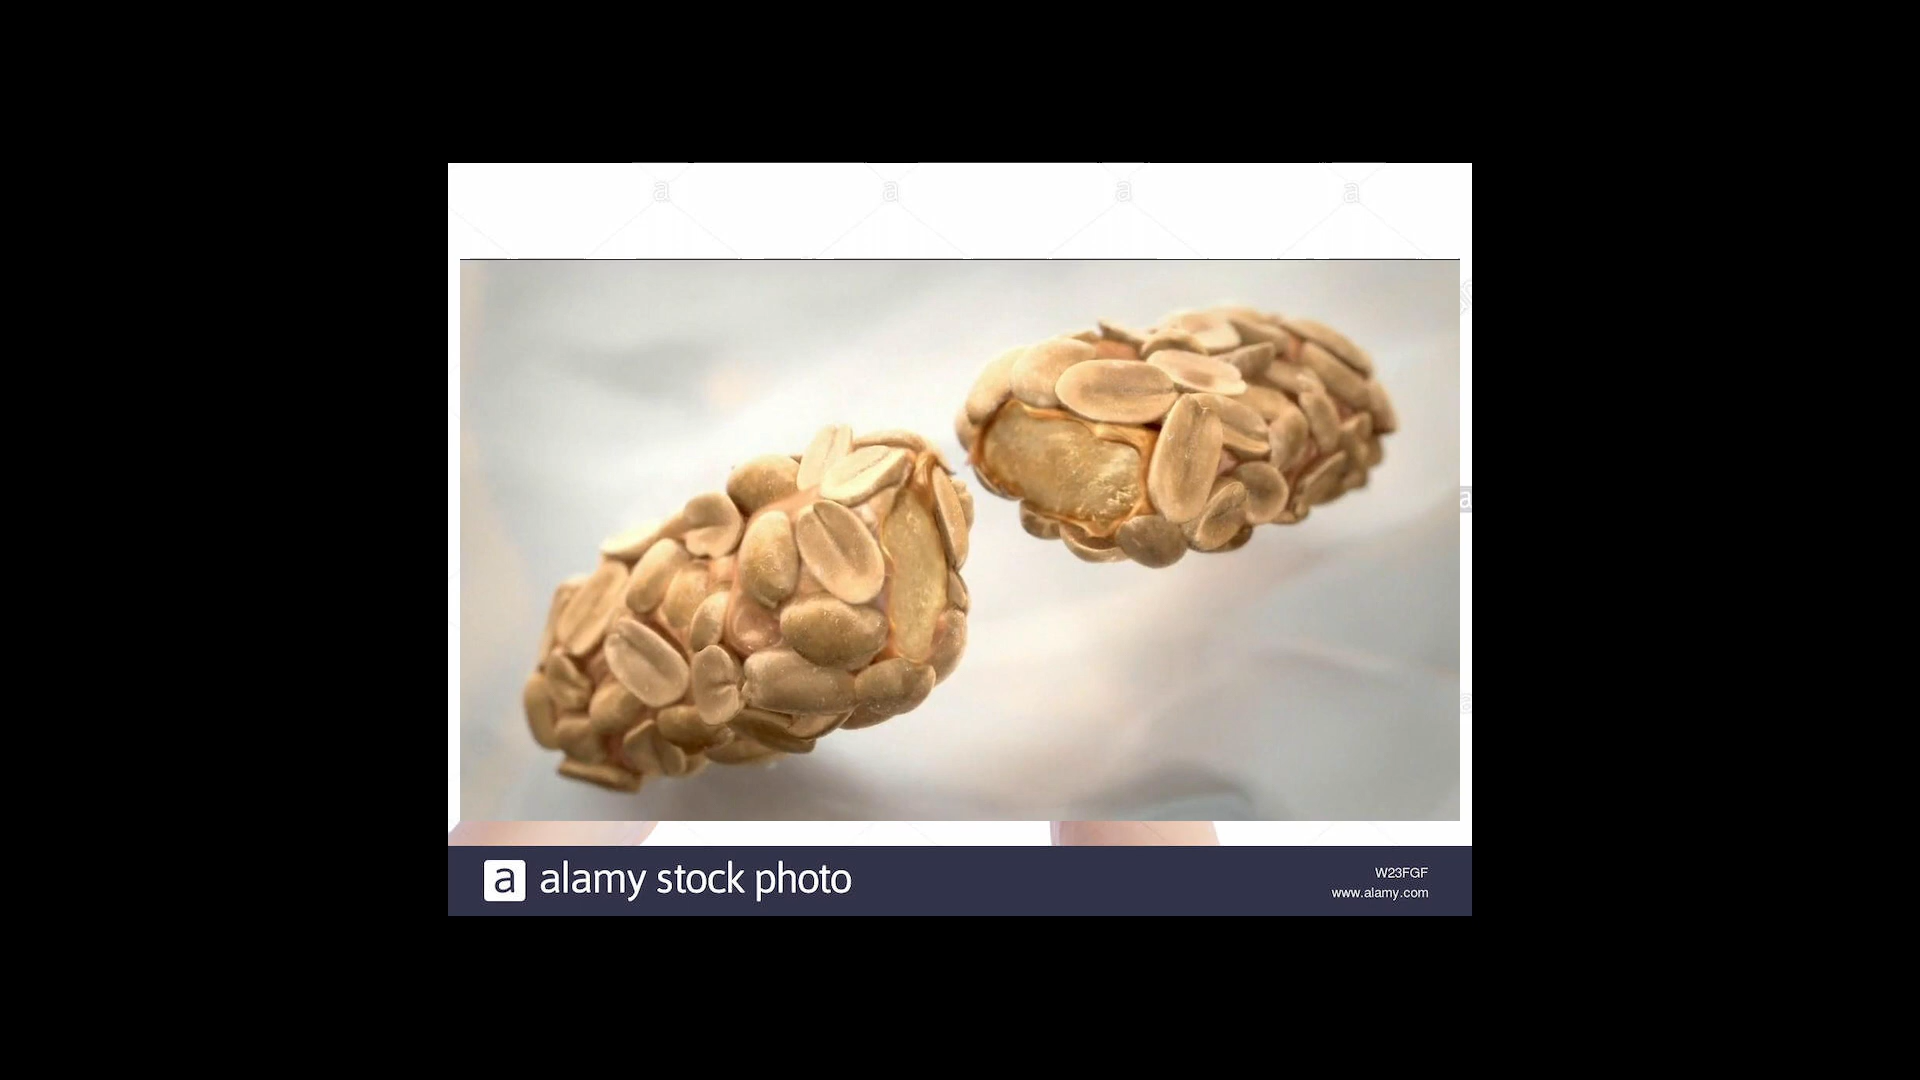 a a a a
a
a
a alamy stock photo
W23FGF
www.alamy.com